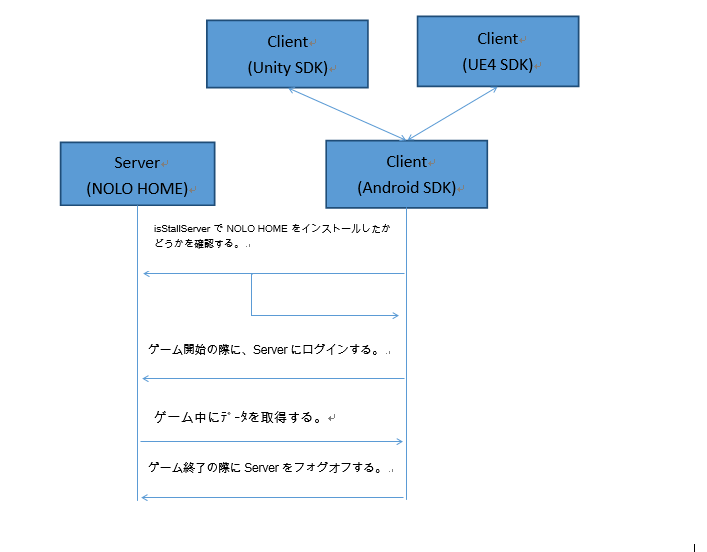 Client
(Unity SDK)
Client
(UE4 SDK)
Server
(NOLO HOME)
Client
(Android SDK)
isStallServer で NOLO HOME をインストールしたか
どうかを確認する。
ゲーム開始の際に、Server にログインする。
ゲーム中にﾃﾞｰﾀを取得する。
ゲーム終了の際に Server をフォグオフする。